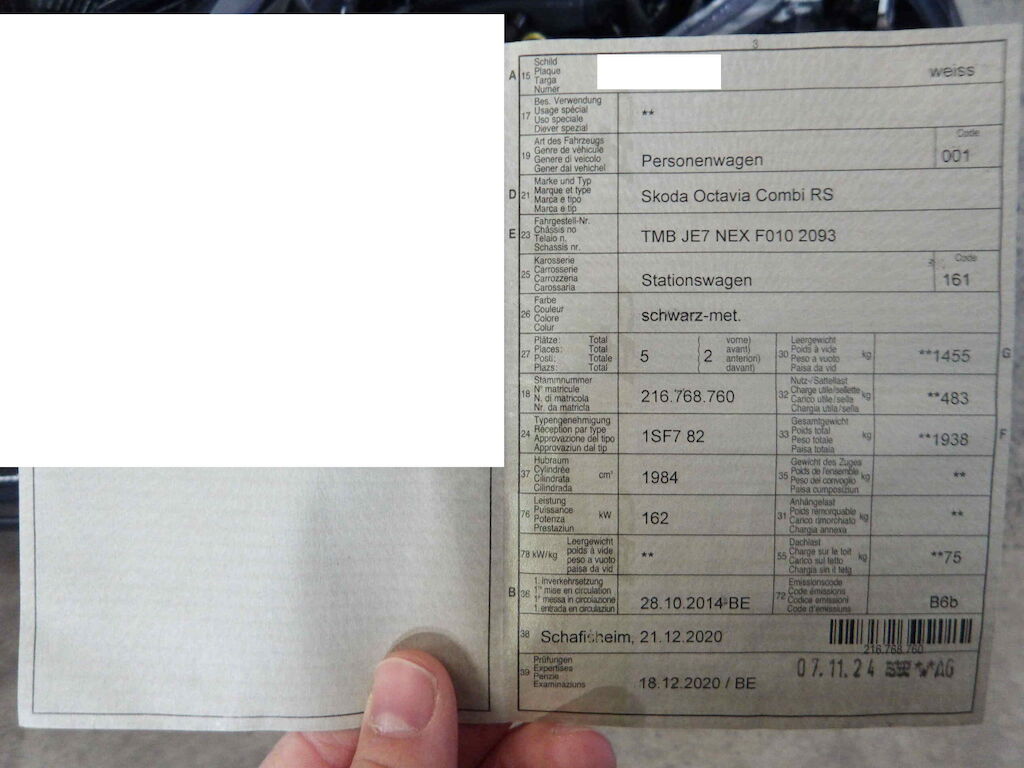 3
A 15 Schild
Plaque
Targa
Numer
weiss
17 Bes. Verwendung
Usage spécial
Uso speciale
Diever spezial
**
19 Art des Fahrzeugs
Genre de véhicule
Genere di veicolo
Gener dal vehichel
Personenwagen
Code
001
D 21 Marke und Typ
Marque et type
Marca e tipo
Marca e tip
Skoda Octavia Combi RS
E 23 Fahrgestell-Nr.
Châssis no
Telaio n.
Schassis nr.
TMB JE7 NEX F010 2093
25 Karosserie
Carrosserie
Carrozzeria
Carossaria
Stationswagen
Code
161
26 Farbe
Couleur
Colore
Colur
schwarz-met.
27 Plätze: Total
Places: Total
Posti: Totale
Plazs: Total
5 ( 2 vorne)
( avant)
( anterion)
( davant)
30 Leergewicht
Poids à vide
Peso a vuoto
Paisa da vid
kg
**1455 G
18 Stammnummer
N° matricule
N. di matricola
Nr. da matricla
216.768.760
32 Nutz-/Sattellast
Charge utile/sellette
Carico utile/sella
Chargia utila/sella
kg
**483
24 Typengenehmigung
Réception par type
Approvazione del tipo
Approvaziun dal tip
1SF7 82
33 Gesamtgewicht
Poids total
Peso totale
Paisa totala
kg
**1938 F
37 Hubraum
Cylindrée
Cilindrata
Cilindrada
cm³
1984
35 Gewicht des Zuges
Poids de l'ensemble
Peso del convoglio
Paisa cumposiziun
kg
**
76 Leistung
Puissance
Potenza
Prestaziun
kW
162
31 Anhängelast
Poids remorquable
Carico rimorchiato
Chargia annexa
kg
**
78 kW/kg Leergewicht
poids à vide
peso a vuoto
paisa da vid
**
55 Dachlast
Charge sur le toit
Carico sul tetto
Chargia sin il tetg
kg
**75
B 36 1. Inverkehrsetzung
1re mise en circulation
1a messa in circolazione
1. entrada en circulaziun
28.10.2014 BE
72 Emissionscode
Code émissions
Codice emissioni
Code d'emissiuns
B6b
38 Schafisheim, 21.12.2020
216.768.760
39 Prüfungen
Expertises
Perizie
Examinaziuns
18.12.2020 / BE
07.11.24 AG